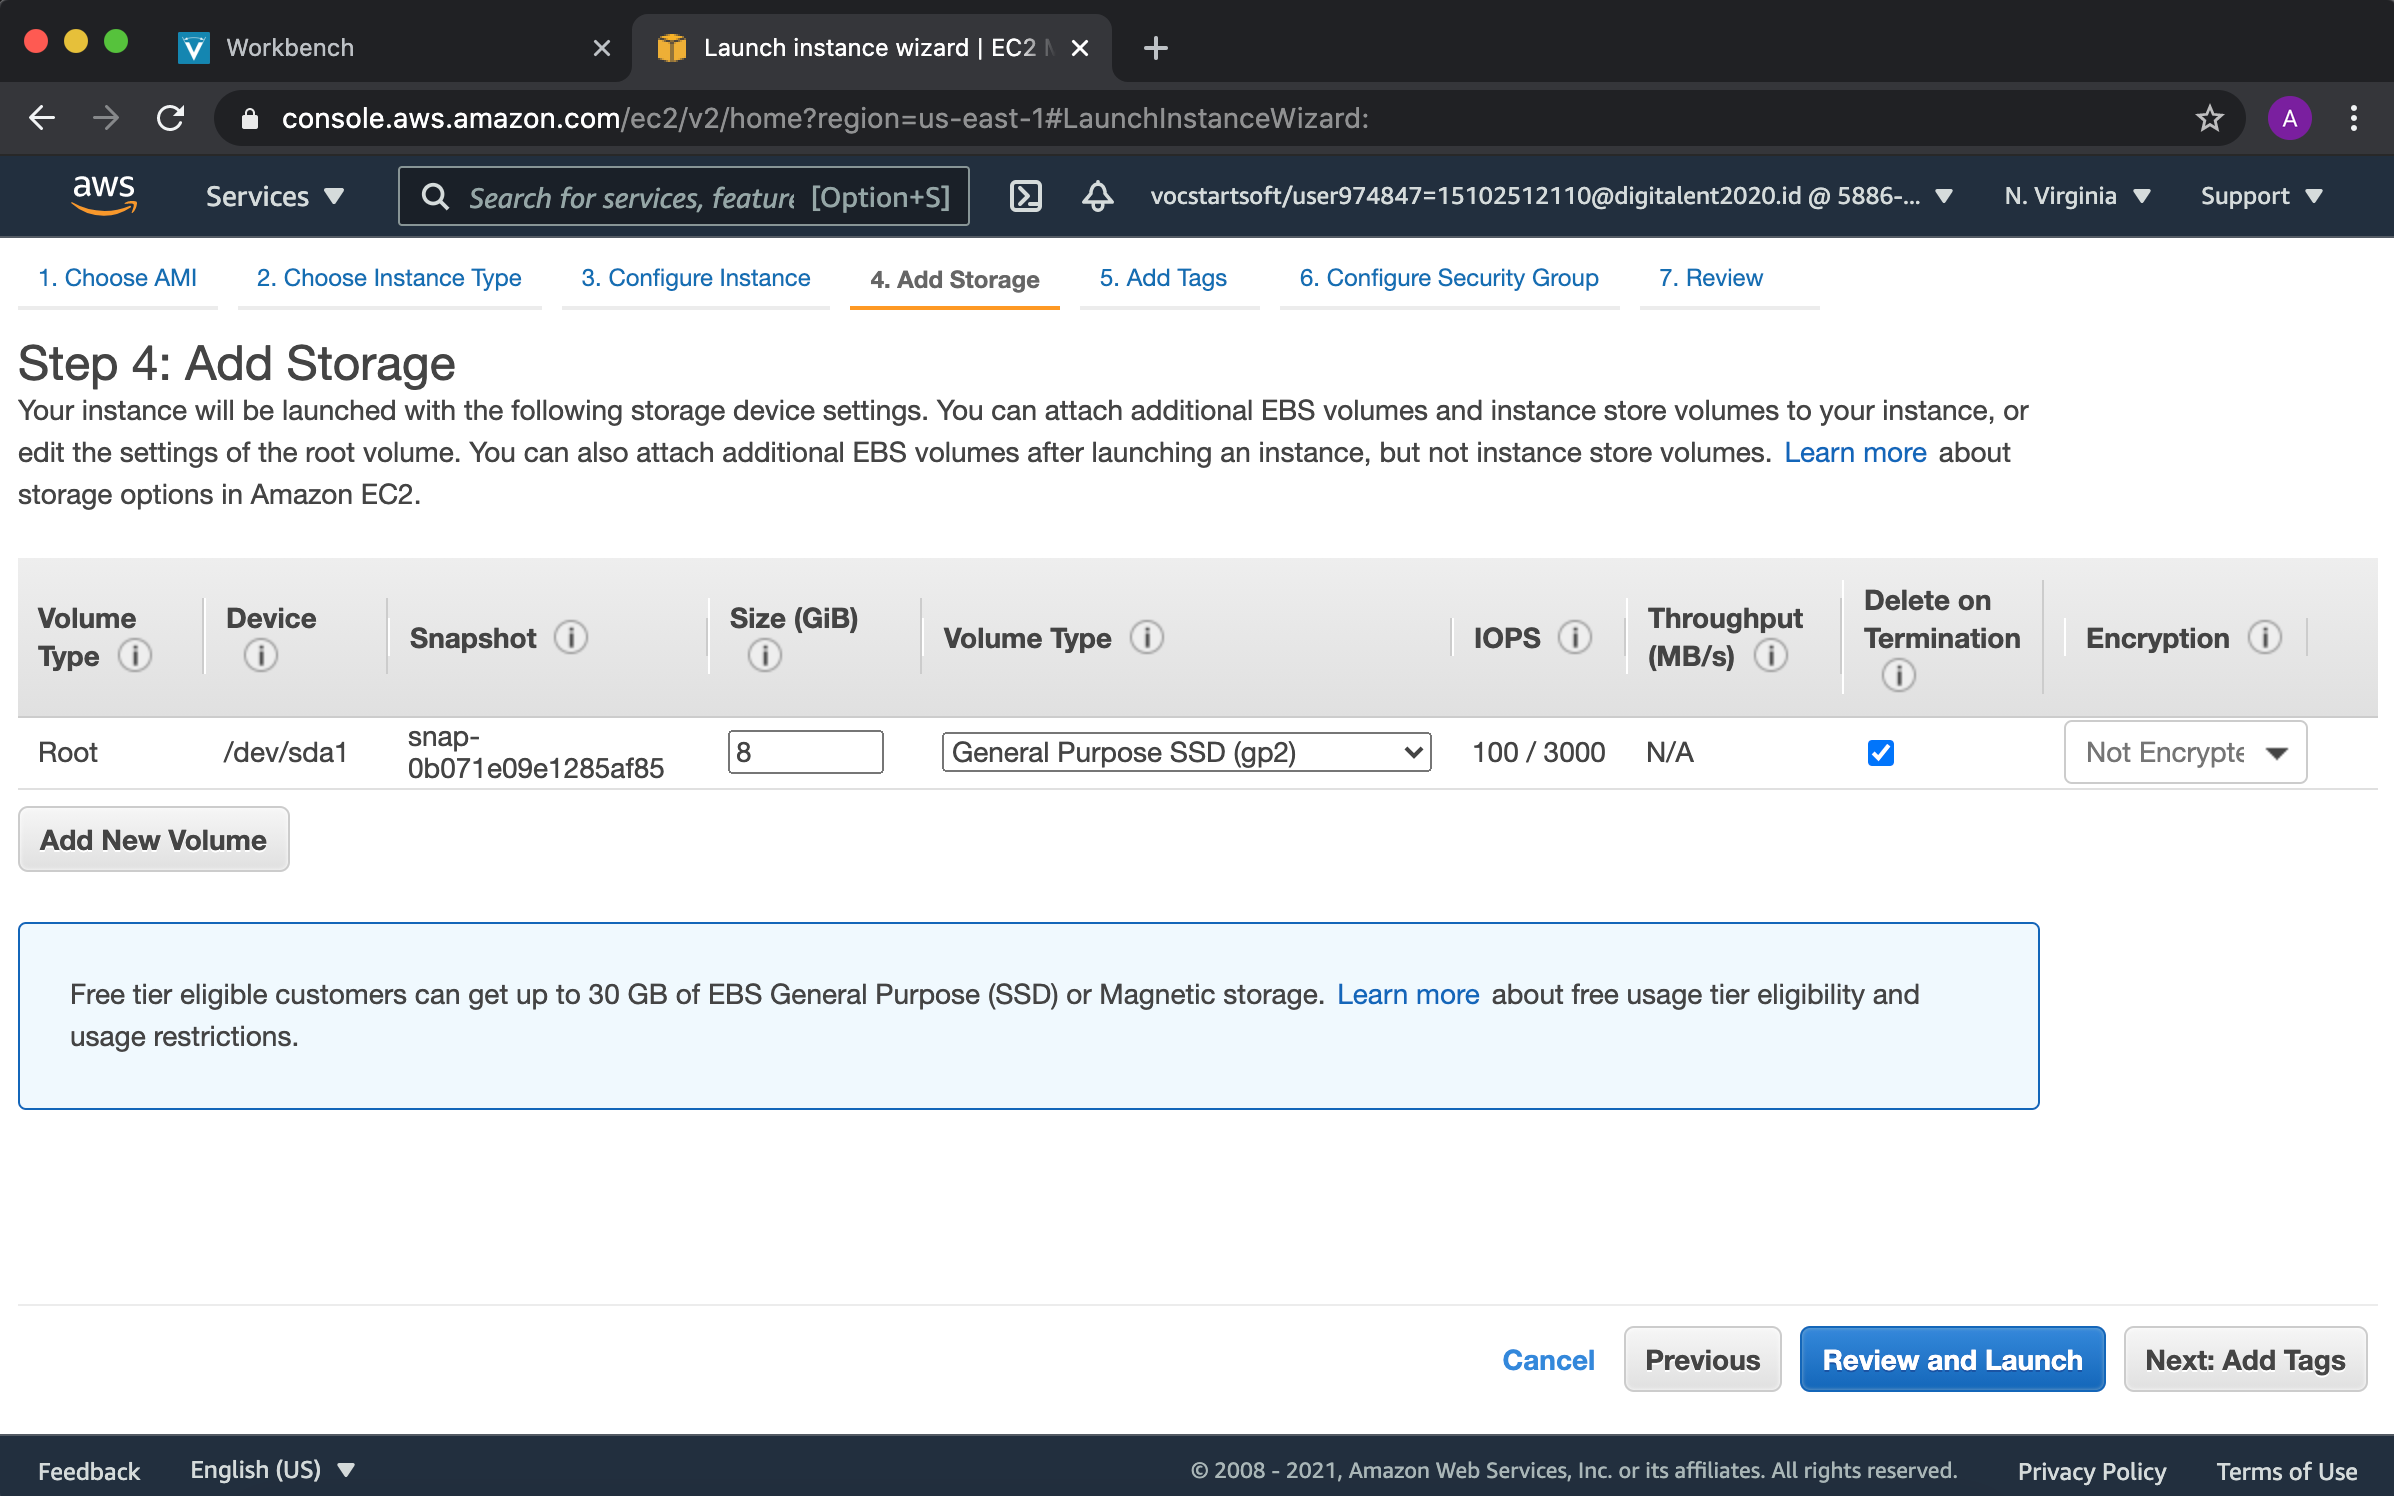 Workbench
Launch instance wizard | EC2
console.aws.amazon.com/ec2/v2/home?region=us-east-1#LaunchInstanceWizard:
A
aws
Services
Search for services, feature [Option+S]
vocstartsoft/user974847=15102512110@digitalent2020.id @ 5886-...
N. Virginia
Support
1. Choose AMI
2. Choose Instance Type
3. Configure Instance
4. Add Storage
5. Add Tags
6. Configure Security Group
7. Review
Step 4: Add Storage
Your instance will be launched with the following storage device settings. You can attach additional EBS volumes and instance store volumes to your instance, or
edit the settings of the root volume. You can also attach additional EBS volumes after launching an instance, but not instance store volumes. Learn more about
storage options in Amazon EC2.
Volume
Type
Device
Snapshot
Size (GiB)
Volume Type
IOPS
Throughput
(MB/s)
Delete on
Termination
Encryption
Root
/dev/sda1
snap-
0b071e09e1285af85
8
General Purpose SSD (gp2)
100 / 3000
N/A
Not Encrypte
Add New Volume
Free tier eligible customers can get up to 30 GB of EBS General Purpose (SSD) or Magnetic storage. Learn more about free usage tier eligibility and
usage restrictions.
Cancel
Previous
Review and Launch
Next: Add Tags
Feedback
English (US)
© 2008 - 2021, Amazon Web Services, Inc. or its affiliates. All rights reserved.
Privacy Policy
Terms of Use